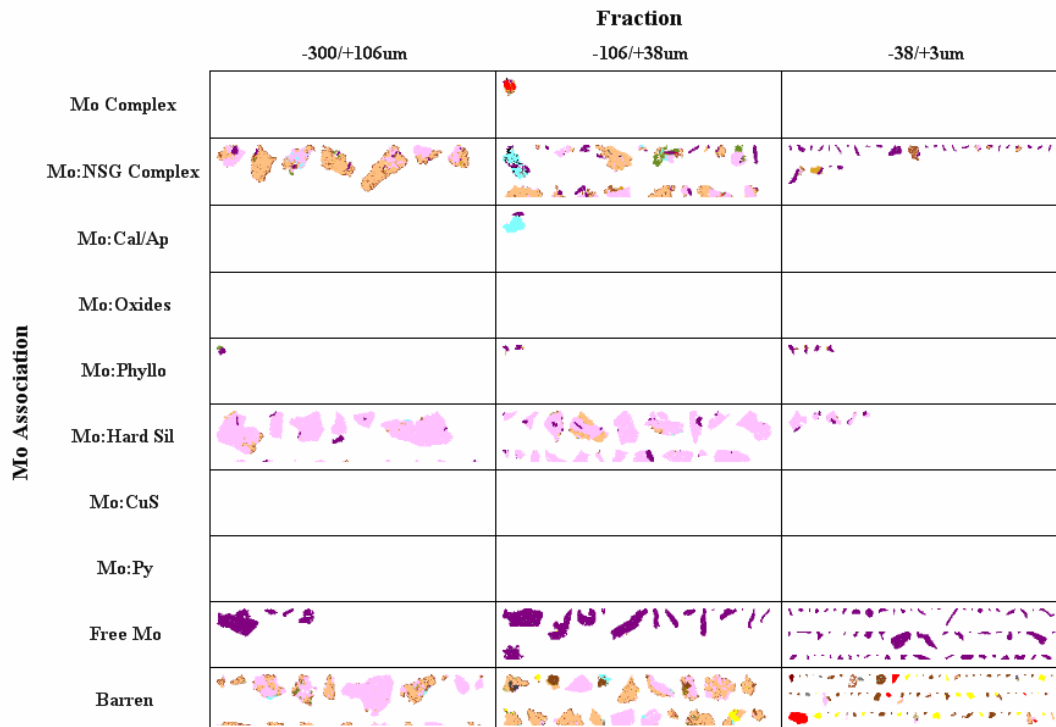 Fraction
-300/+106um -106/+38um -38/+3um
Mo Association
Mo Complex
Mo:NSG Complex
Mo:Cal/Ap
Mo:Oxides
Mo:Phyllo
Mo:Hard Sil
Mo:CuS
Mo:Py
Free Mo
Barren